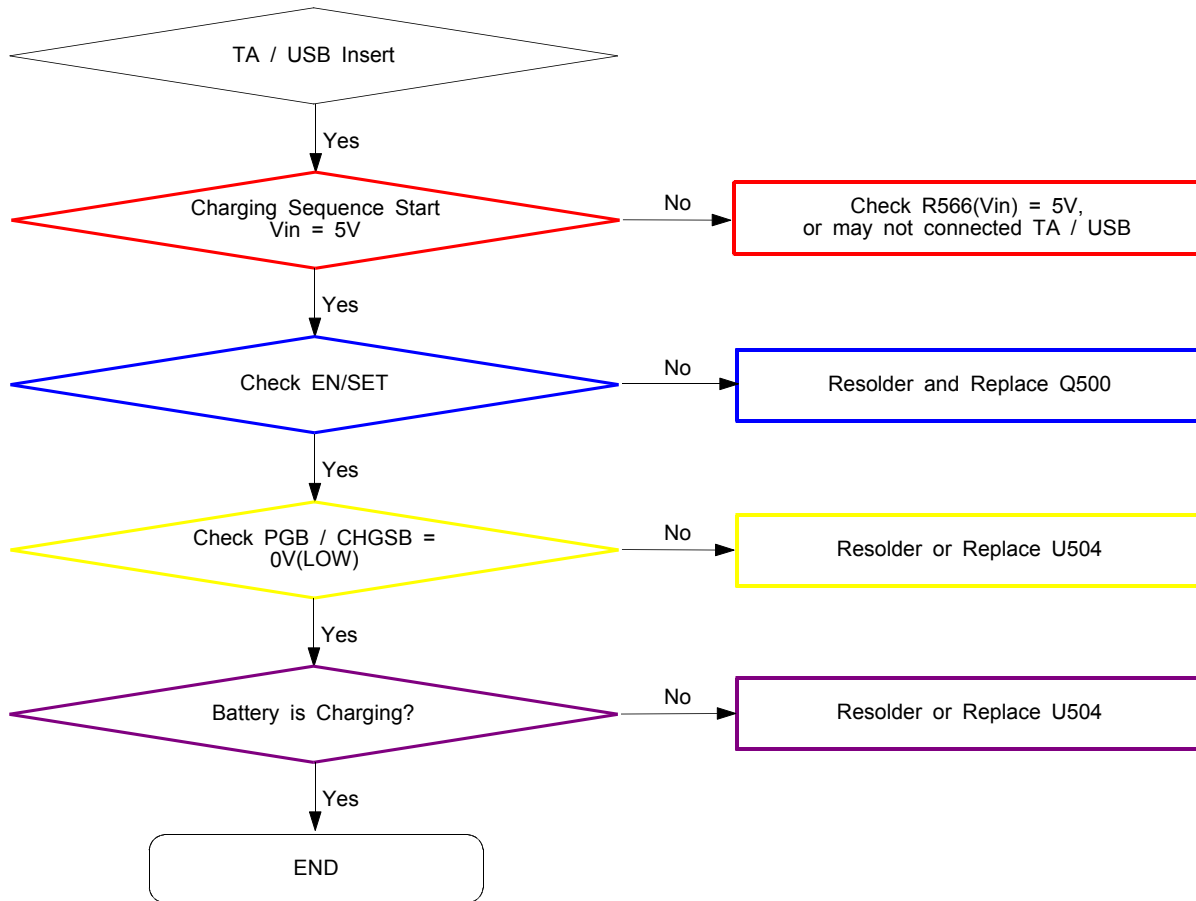 TA / USB Insert
Yes
Charging Sequence Start
Vin = 5V
No
Check R566(Vin) = 5V,
or may not connected TA / USB
Yes
Check EN/SET
No
Resolder and Replace Q500
Yes
Check PGB / CHGSB =
0V(LOW)
No
Resolder or Replace U504
Yes
Battery is Charging?
No
Resolder or Replace U504
Yes
END